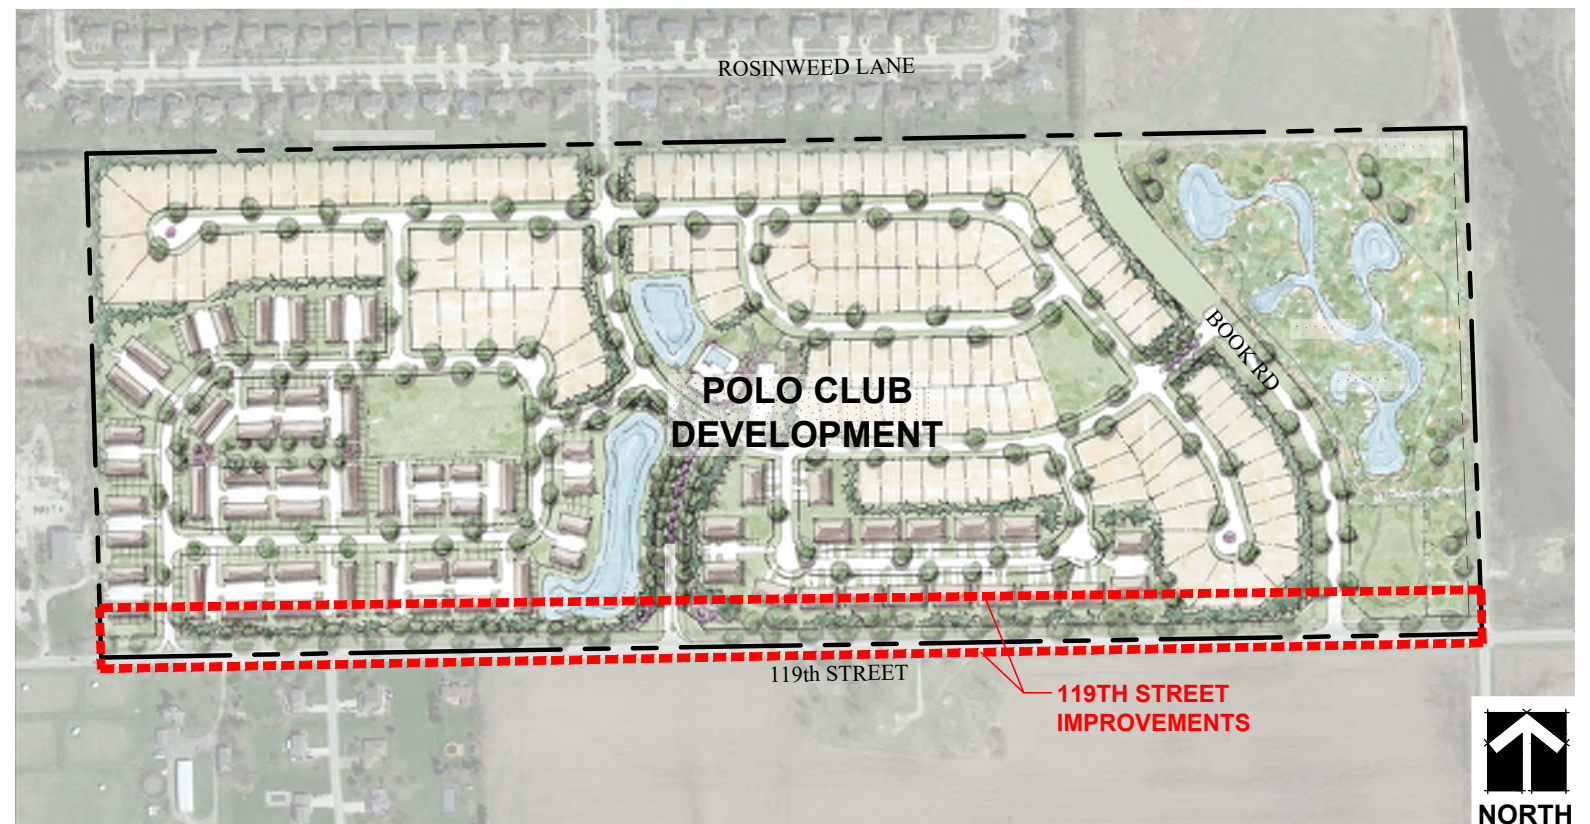 ROSINWEED LANE
BOOK RD
POLO CLUB
DEVELOPMENT
119th STREET
119TH STREET
IMPROVEMENTS
NORTH